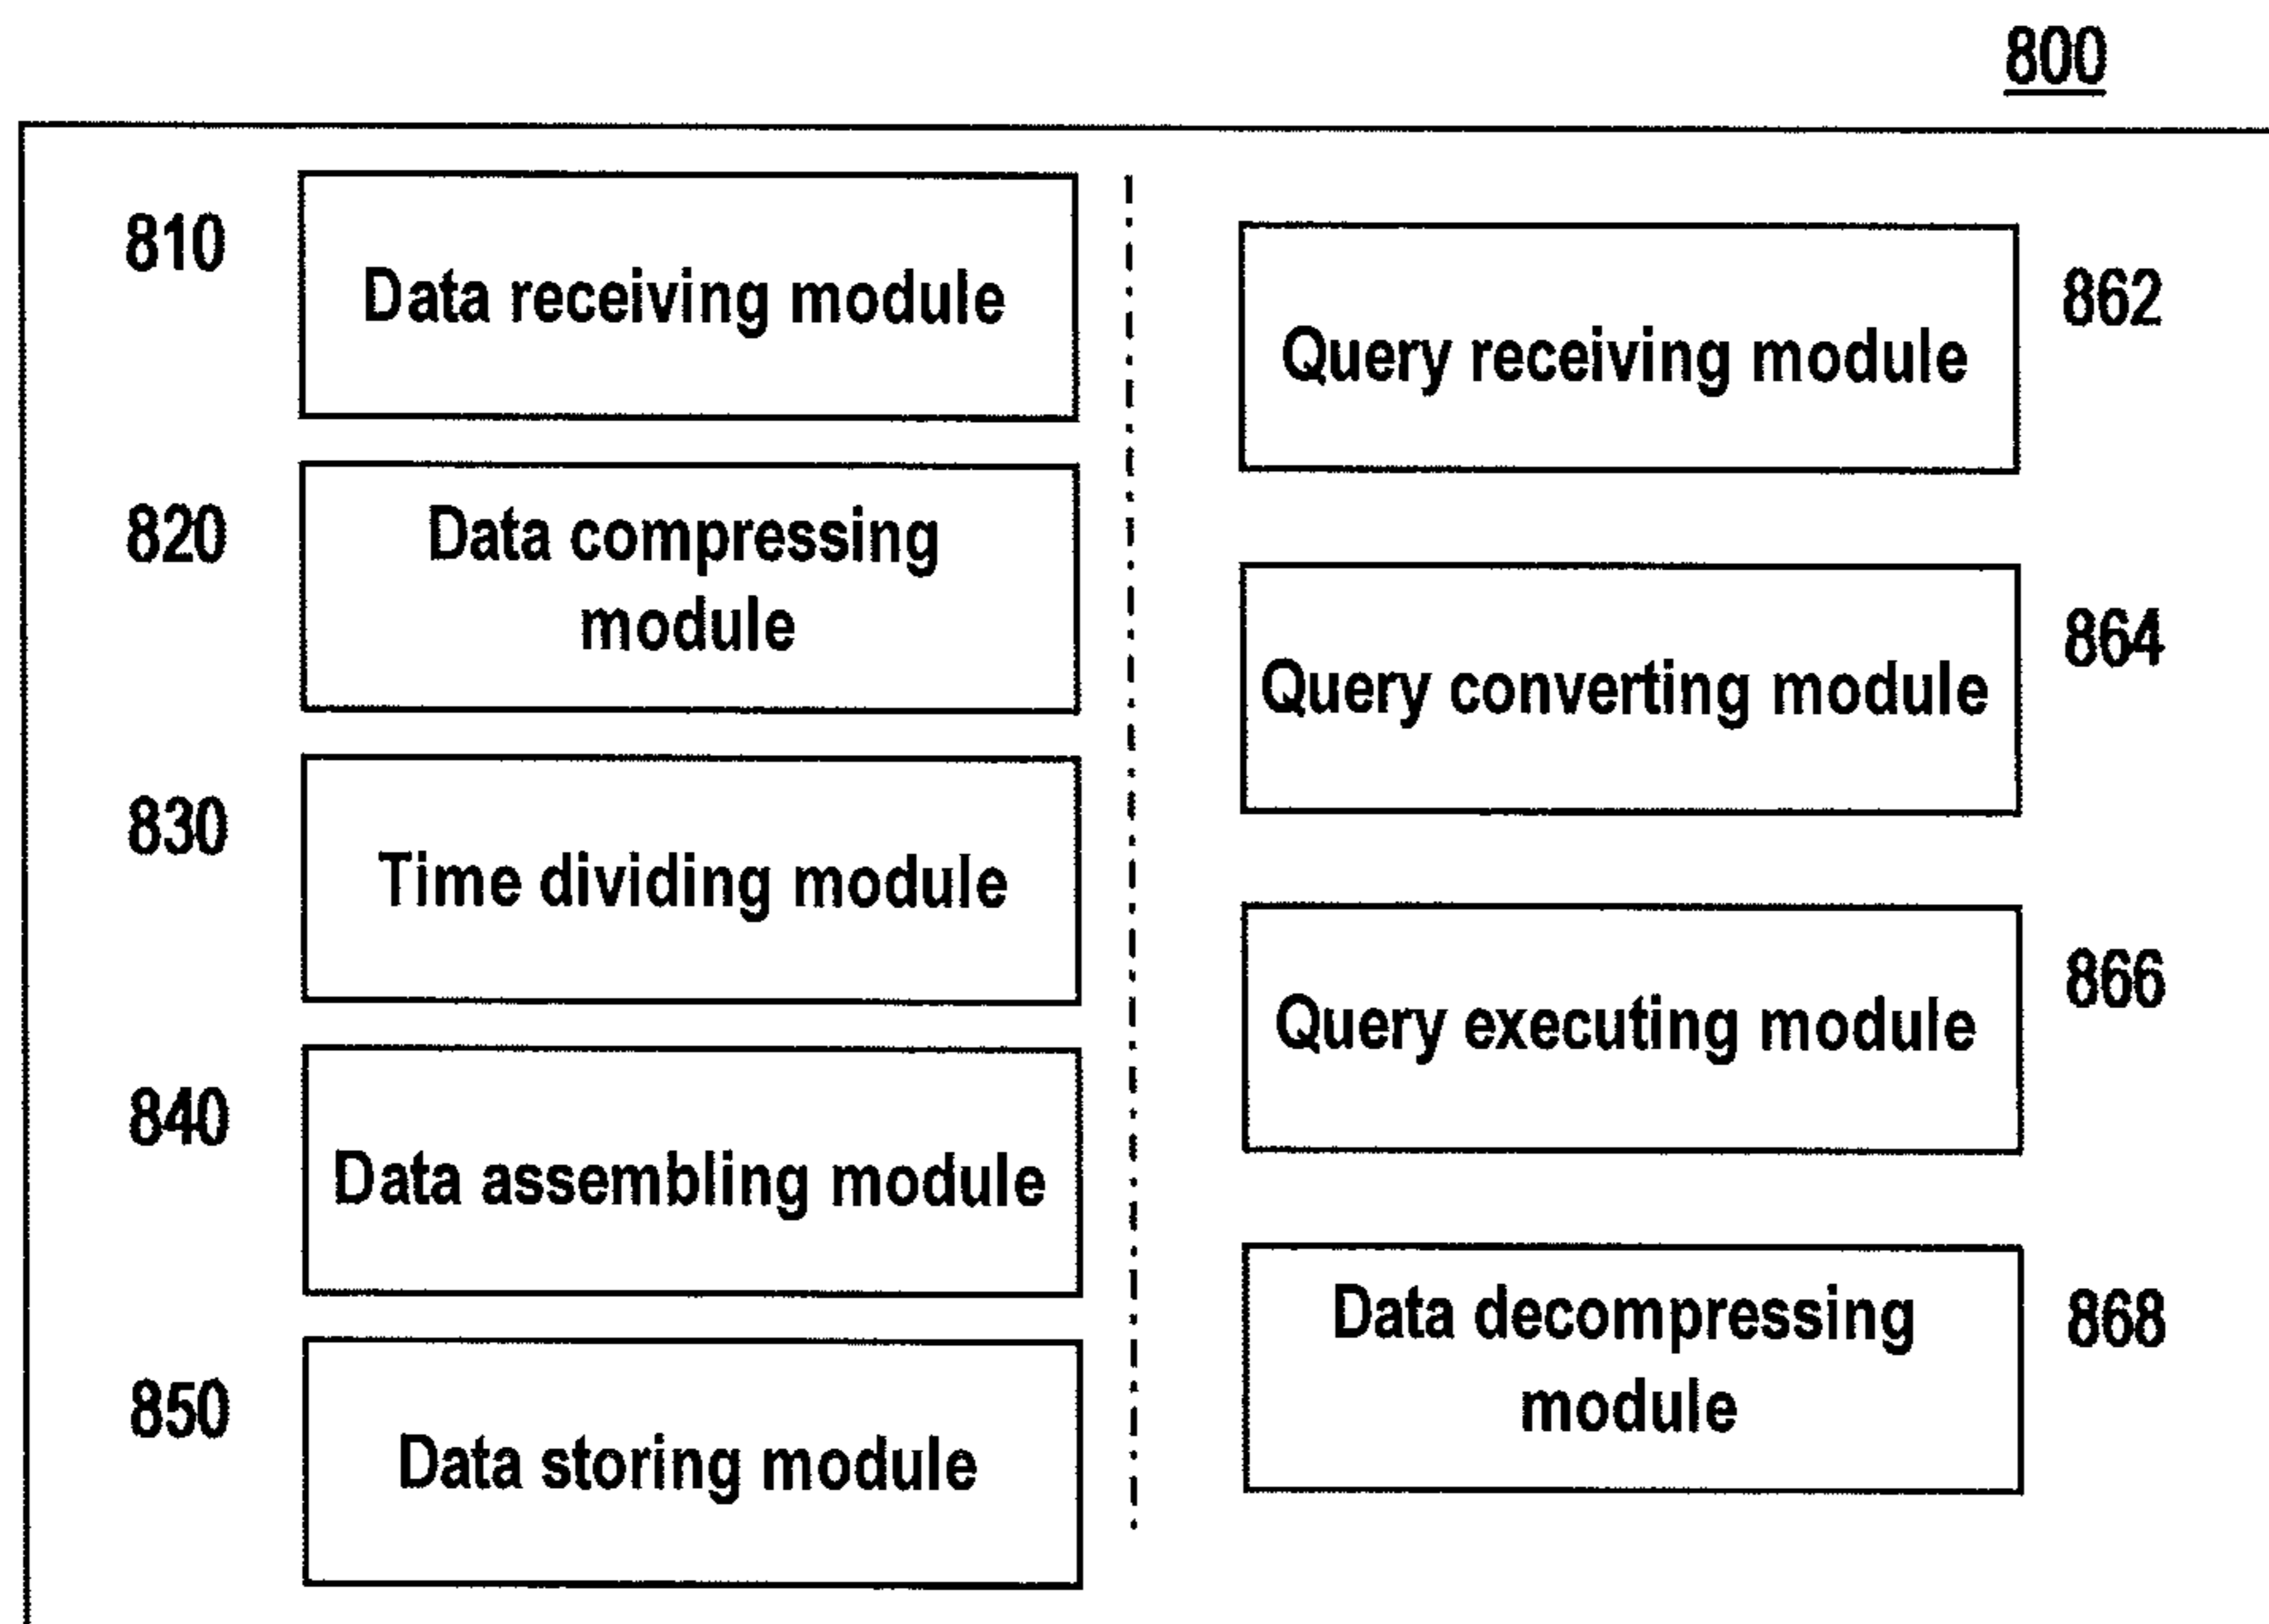 800
810
Data receiving module
820
Data compressing
module
830
Time dividing module
840
Data assembling module
850
Data storing module
862
Query receiving module
864
Query converting module
866
Query executing module
868
Data decompressing
module